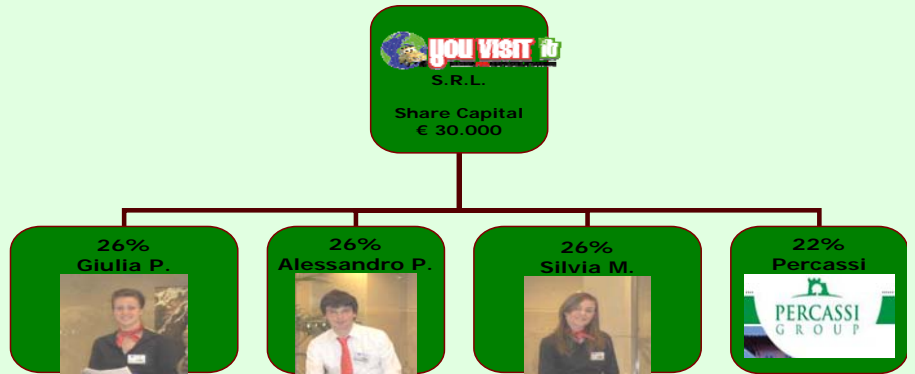 YOU VISIT it
S.R.L.
Share Capital
€ 30.000
26%
Giulia P.
26%
Alessandro P.
26%
Silvia M.
22%
Percassi
PERCASSI
GROUP